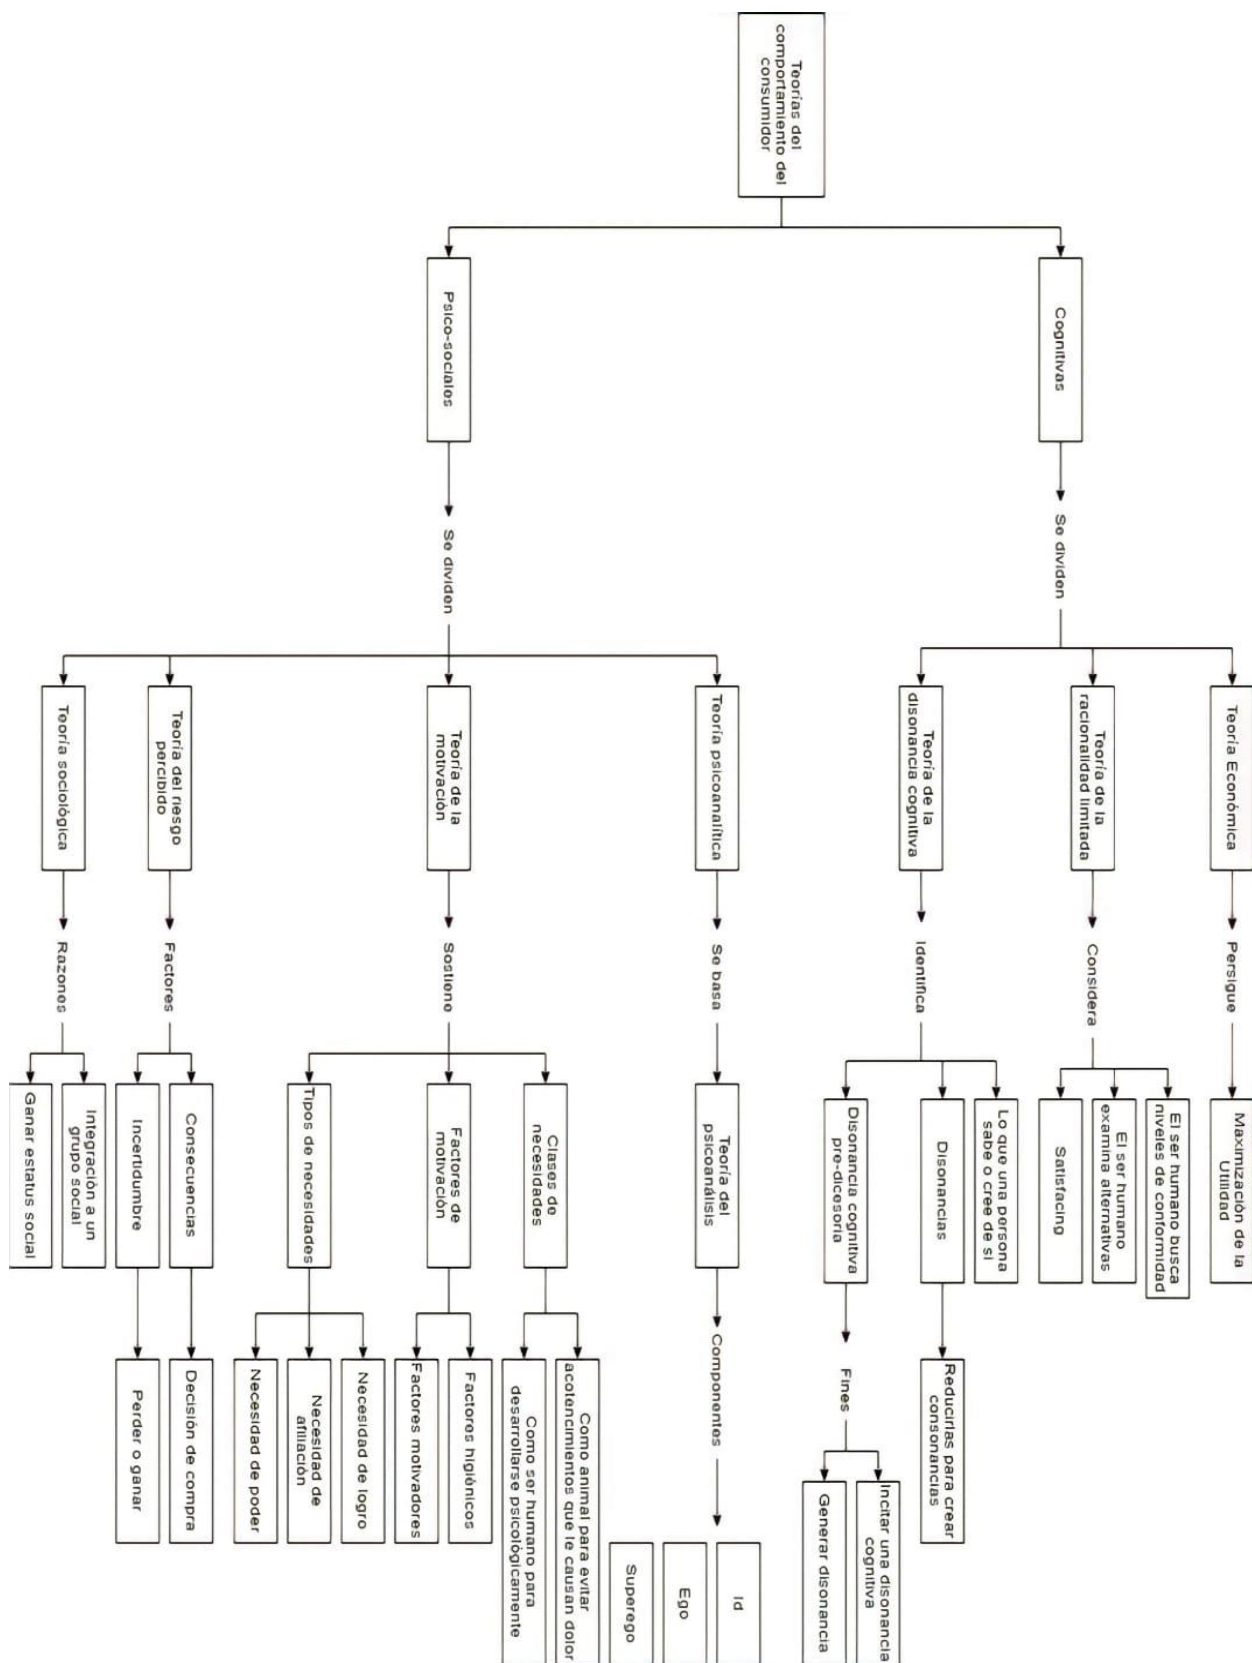 Teorías del
comportamiento del
consumidor
Cognitivas
Se dividen
Teoría Económica
Persigue
Maximización de la
Utilidad
Teoría de la
racionalidad limitada
Considera
El ser humano busca
niveles de conformidad
El ser humano
examina alternativas
Satisfacing
Teoría de la
disonancia cognitiva
Identifica
Lo que una persona
sabe o cree de si
Disonancias
Reducirlas para crear
consonancias
Disonancia cognitiva
pre-dicesoria
Fines
Incitar una disonancia
cognitiva
Generar disonancia
Psico-sociales
Se dividen
Teoría psicoanalítica
Se basa
Teoría del
psicoanálisis
Componentes
Id
Ego
Superego
Teoría de la
motivación
Sostiene
Clases de
necesidades
Como animal para evitar
acotencimientos que le causan dolor
Como ser humano para
desarrollarse psicológicamente
Factores de
motivación
Factores higiénicos
Factores motivadores
Tipos de necesidades
Necesidad de logro
Necesidad de
afiliación
Necesidad de poder
Teoría del riesgo
percibido
Factores
Consecuencias
Decisión de compra
Incertidumbre
Perder o ganar
Teoría sociológica
Razones
Integración a un
grupo social
Ganar estatus social